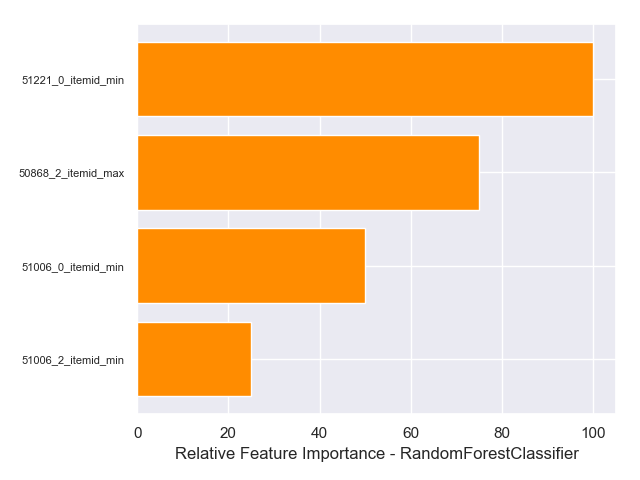 51221_0_itemid_min
50868_2_itemid_max
51006_0_itemid_min
51006_2_itemid_min
0 20 40 60 80 100
Relative Feature Importance - RandomForestClassifier